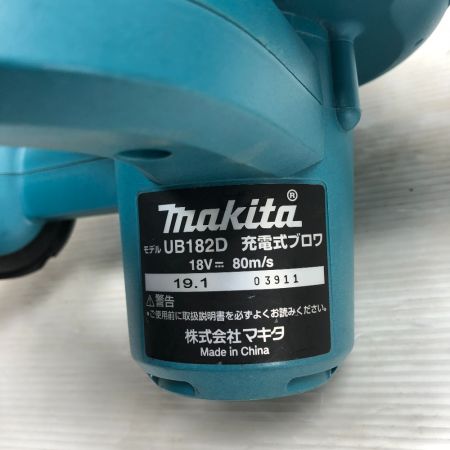 makita®
モデル UB182D 充電式ブロワ
18V⎓ 80m/s
19.1 03911
⚠警告
•ご使用前に取扱説明書を必ずよくお読みください。
株式会社マキタ
Made in China